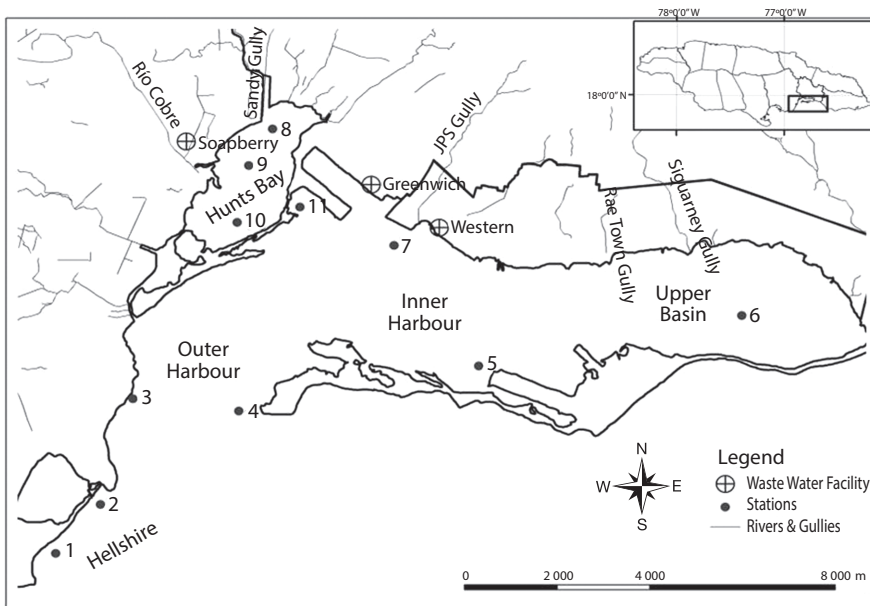 78°0'0"W
77°0'0"W
18°0'0" N
Río Cobre
Sandy Gully
JPS Gully
Soapberry
8
9
Hunts Bay
10
11
Greenwich
Western
7
Siquarney Gully
Rae Town Gully
Inner
Harbour
Upper
Basin
6
Outer
Harbour
5
3
4
2
1
Hellshire
N
W
E
S
Legend
Waste Water Facility
Stations
Rivers & Gullies
0
2 000
4 000
8 000 m